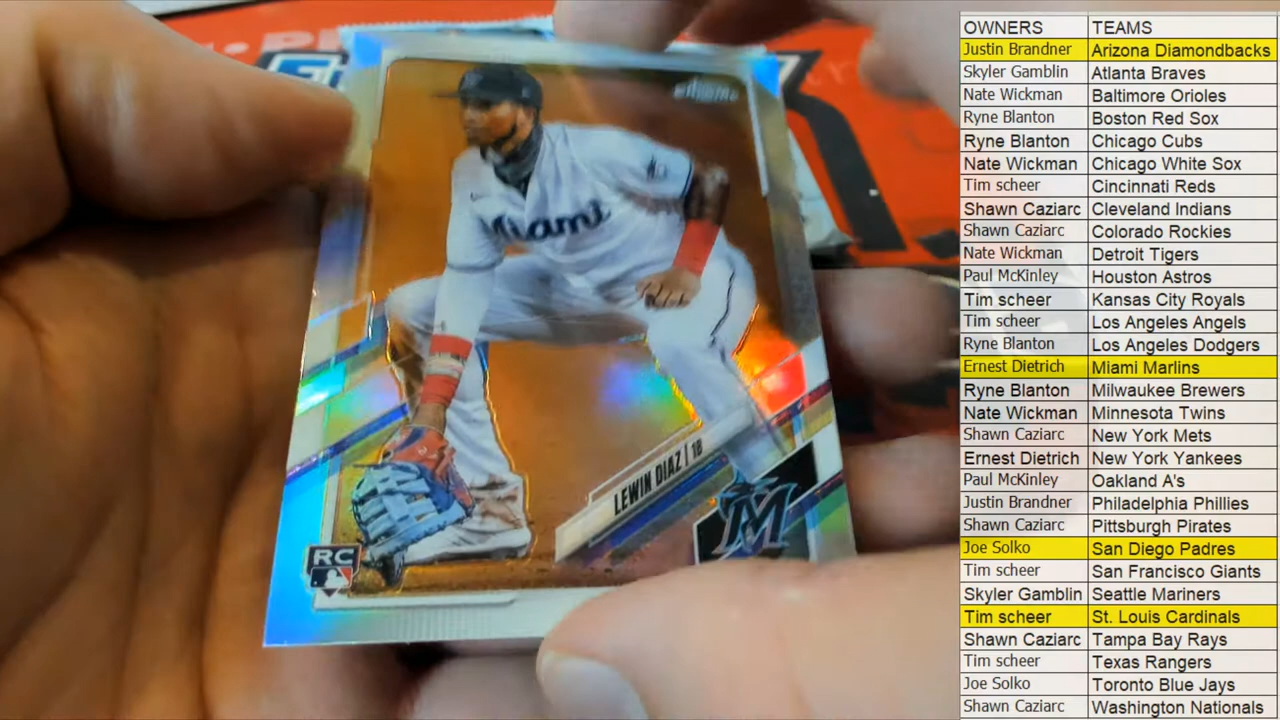 Chrome
Miami
LEWIN DIAZ | 1B
M
RC
OWNERS TEAMS
Justin Brandner Arizona Diamondbacks
Skyler Gamblin Atlanta Braves
Nate Wickman Baltimore Orioles
Ryne Blanton Boston Red Sox
Ryne Blanton Chicago Cubs
Nate Wickman Chicago White Sox
Tim scheer Cincinnati Reds
Shawn Caziarc Cleveland Indians
Shawn Caziarc Colorado Rockies
Nate Wickman Detroit Tigers
Paul McKinley Houston Astros
Tim scheer Kansas City Royals
Tim scheer Los Angeles Angels
Ryne Blanton Los Angeles Dodgers
Ernest Dietrich Miami Marlins
Ryne Blanton Milwaukee Brewers
Nate Wickman Minnesota Twins
Shawn Caziarc New York Mets
Ernest Dietrich New York Yankees
Paul McKinley Oakland A's
Justin Brandner Philadelphia Phillies
Shawn Caziarc Pittsburgh Pirates
Joe Solko San Diego Padres
Tim scheer San Francisco Giants
Skyler Gamblin Seattle Mariners
Tim scheer St. Louis Cardinals
Shawn Caziarc Tampa Bay Rays
Tim scheer Texas Rangers
Joe Solko Toronto Blue Jays
Shawn Caziarc Washington Nationals